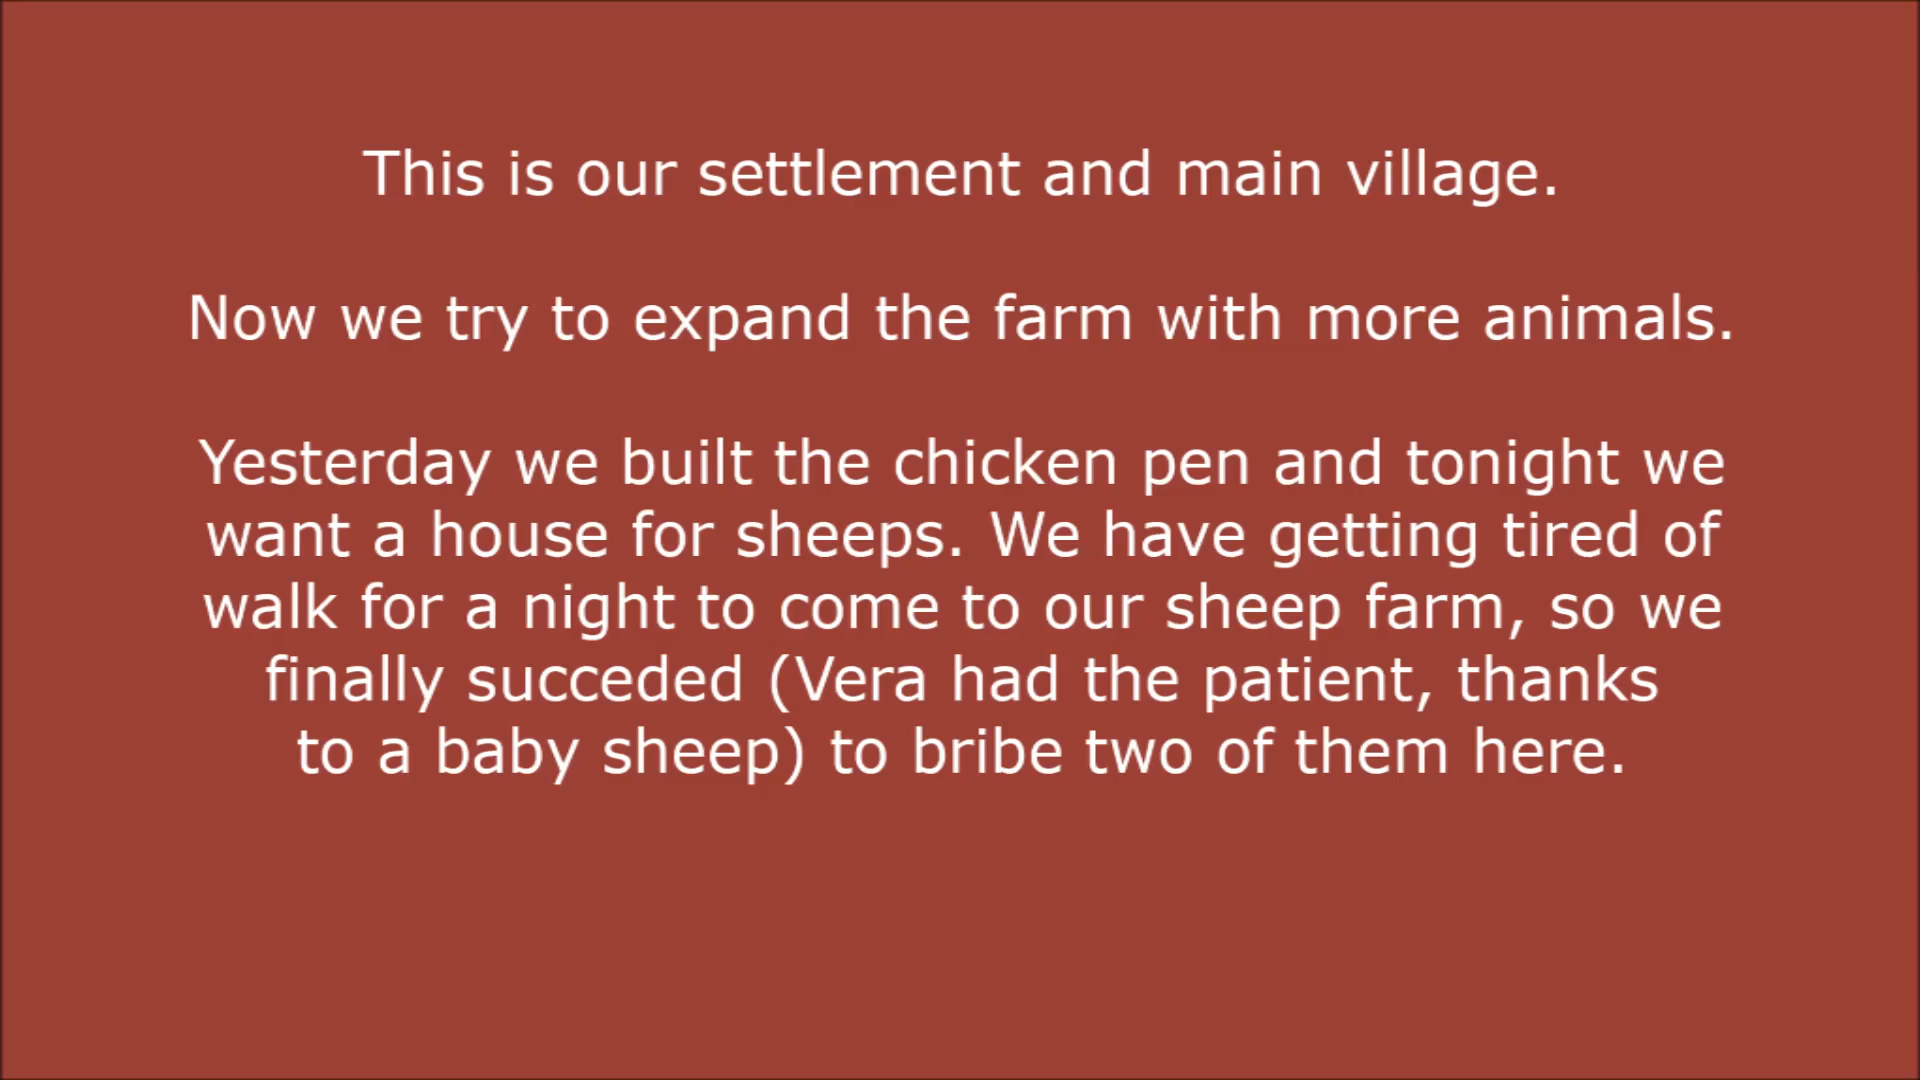 This is our settlement and main village.
Now we try to expand the farm with more animals.
Yesterday we built the chicken pen and tonight we
want a house for sheeps. We have getting tired of
walk for a night to come to our sheep farm, so we
finally succeded (Vera had the patient, thanks
to a baby sheep) to bribe two of them here.